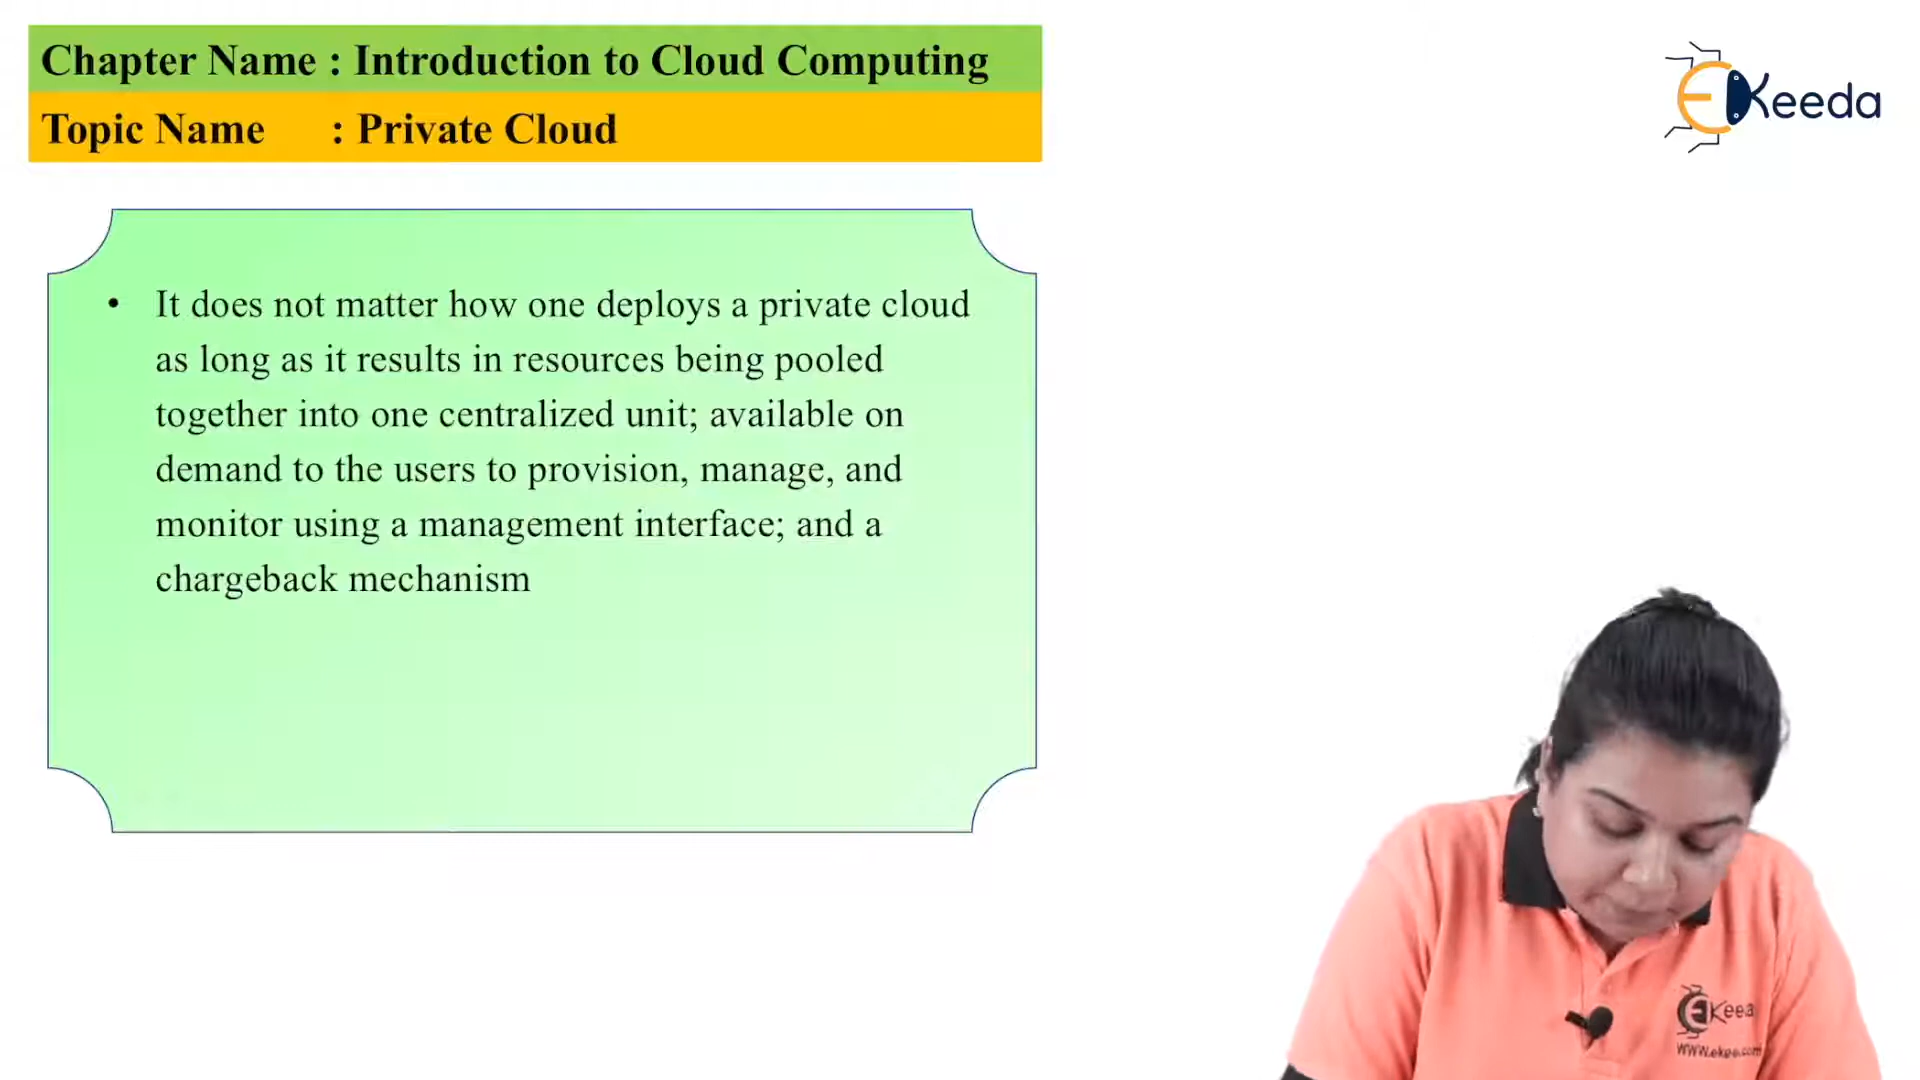 Chapter Name : Introduction to Cloud Computing
Topic Name : Private Cloud
EKeeda
• It does not matter how one deploys a private cloud
as long as it results in resources being pooled
together into one centralized unit; available on
demand to the users to provision, manage, and
monitor using a management interface; and a
chargeback mechanism